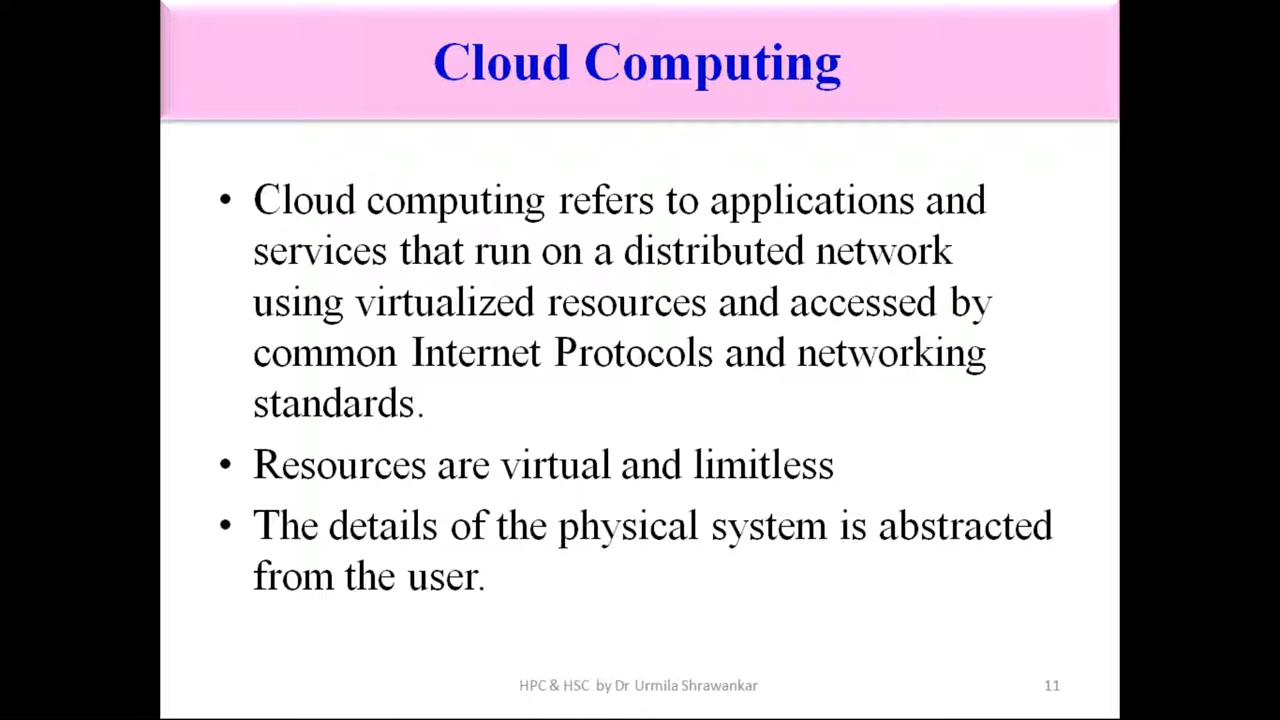 Cloud Computing
• Cloud computing refers to applications and
services that run on a distributed network
using virtualized resources and accessed by
common Internet Protocols and networking
standards.
• Resources are virtual and limitless
• The details of the physical system is abstracted
from the user.
HPC & HSC by Dr Urmila Shrawankar
11